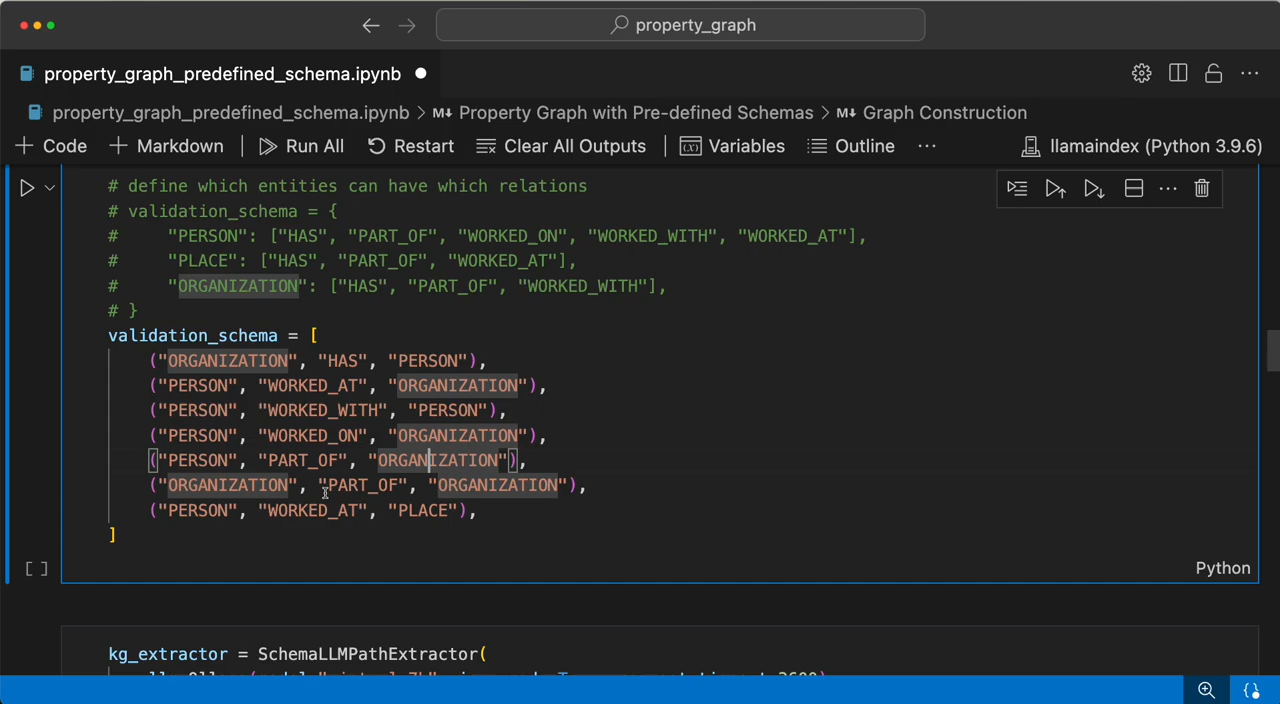 property_graph
property_graph_predefined_schema.ipynb
property_graph_predefined_schema.ipynb > M↓ Property Graph with Pre-defined Schemas > M↓ Graph Construction
+ Code + Markdown | Run All Restart Clear All Outputs | Variables Outline ... llamaindex (Python 3.9.6)
# define which entities can have which relations
# validation_schema = {
#     "PERSON": ["HAS", "PART_OF", "WORKED_ON", "WORKED_WITH", "WORKED_AT"],
#     "PLACE": ["HAS", "PART_OF", "WORKED_AT"],
#     "ORGANIZATION": ["HAS", "PART_OF", "WORKED_WITH"],
# }
validation_schema = [
    ("ORGANIZATION", "HAS", "PERSON"),
    ("PERSON", "WORKED_AT", "ORGANIZATION"),
    ("PERSON", "WORKED_WITH", "PERSON"),
    ("PERSON", "WORKED_ON", "ORGANIZATION"),
    ("PERSON", "PART_OF", "ORGANIZATION"),
    ("ORGANIZATION", "PART_OF", "ORGANIZATION"),
    ("PERSON", "WORKED_AT", "PLACE"),
]
[ ] Python
kg_extractor = SchemaLLMPathExtractor(